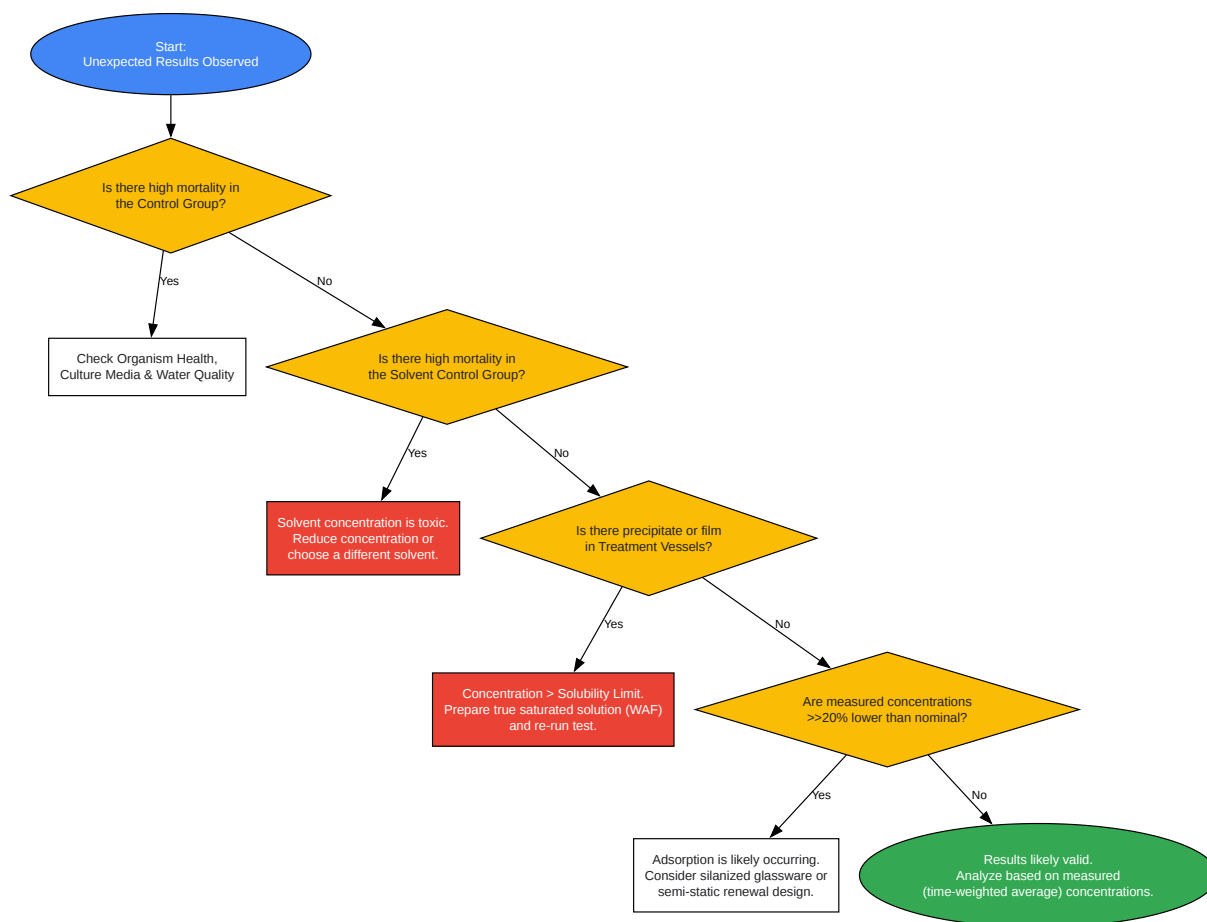 Start:
Unexpected Results Observed
Is there high mortality in
the Control Group?
Yes
No
Check Organism Health,
Culture Media & Water Quality
Is there high mortality in
the Solvent Control Group?
Yes
No
Solvent concentration is toxic.
Reduce concentration or
choose a different solvent.
Is there precipitate or film
in Treatment Vessels?
Yes
No
Concentration > Solubility Limit.
Prepare true saturated solution (WAF)
and re-run test.
Are measured concentrations
>>20% lower than nominal?
Yes
No
Adsorption is likely occurring.
Consider silanized glassware or
semi-static renewal design.
Results likely valid.
Analyze based on measured
(time-weighted average) concentrations.